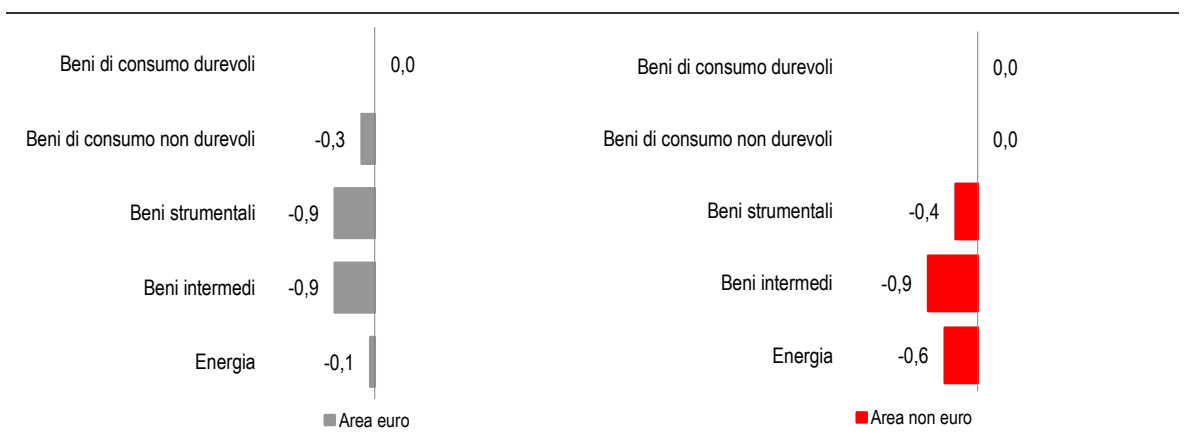 Beni di consumo durevoli 0,0
Beni di consumo non durevoli -0,3
Beni strumentali -0,9
Beni intermedi -0,9
Energia -0,1
Area euro
Beni di consumo durevoli 0,0
Beni di consumo non durevoli 0,0
Beni strumentali -0,4
Beni intermedi -0,9
Energia -0,6
Area non euro